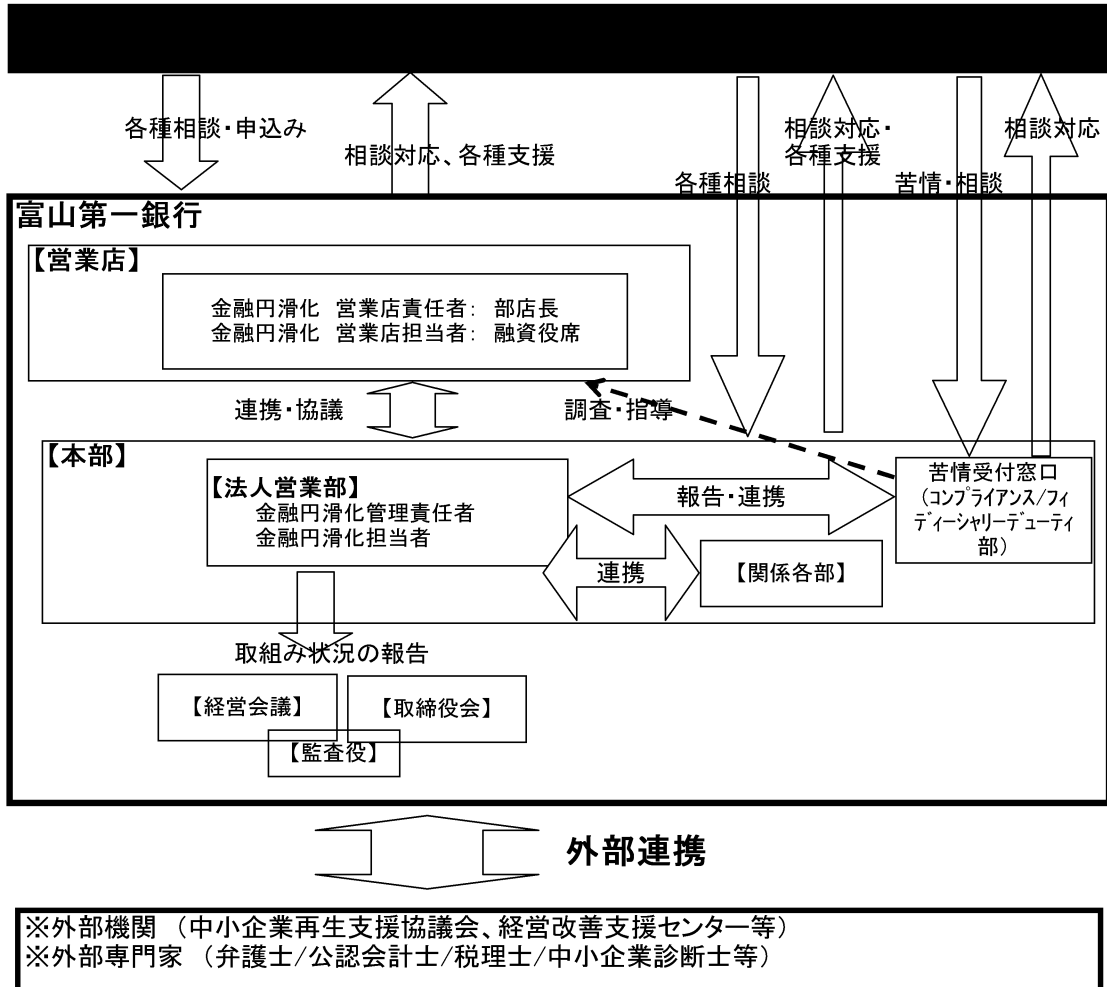 各種相談・申込み
相談対応、各種支援
各種相談
相談対応・
各種支援
苦情・相談
相談対応
富山第一銀行
【営業店】
金融円滑化　営業店責任者：　部店長
金融円滑化　営業店担当者：　融資役席
連携・協議
調査・指導
【本部】
【法人営業部】
金融円滑化管理責任者
金融円滑化担当者
報告・連携
苦情受付窓口
（コンプライアンス/フィ
デューシャリーデューティ
部）
連携
【関係各部】
取組み状況の報告
【経営会議】
【取締役会】
【監査役】
外部連携
※外部機関　（中小企業再生支援協議会、経営改善支援センター等）
※外部専門家　（弁護士/公認会計士/税理士/中小企業診断士等）